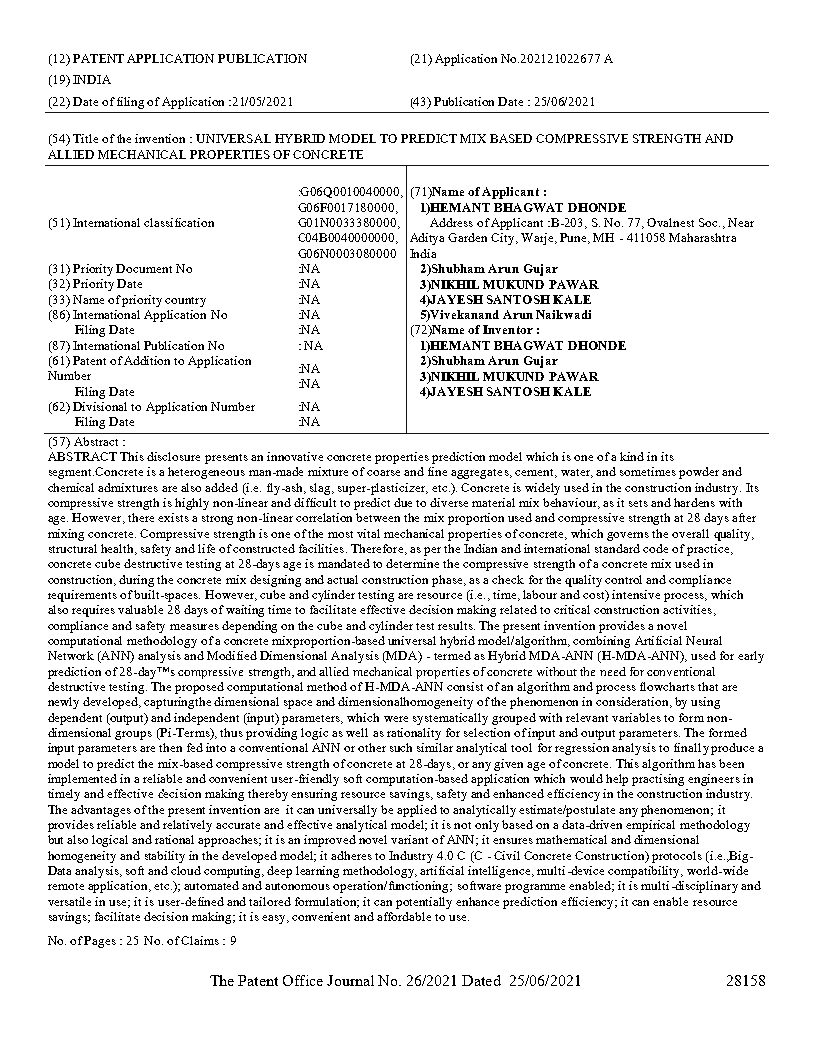 (12) PATENT APPLICATION PUBLICATION (21) Application No.202121022677 A
(19) INDIA
(22) Date of filing of Application :21/05/2021 (43) Publication Date : 25/06/2021
(54) Title of the invention : UNIVERSAL HYBRID MODEL TO PREDICT MIX BASED COMPRESSIVE STRENGTH AND
ALLIED MECHANICAL PROPERTIES OF CONCRETE
(51) International classification
:G06Q0010040000,
G06F0017180000,
G01N0033380000,
C04B0040000000,
G06N0003080000
(31) Priority Document No :NA
(32) Priority Date :NA
(33) Name of priority country :NA
(86) International Application No :NA
Filing Date :NA
(87) International Publication No : NA
(61) Patent of Addition to Application
Number :NA
Filing Date :NA
(62) Divisional to Application Number :NA
Filing Date :NA
(71)Name of Applicant :
1)HEMANT BHAGWAT DHONDE
Address of Applicant :B-203, S. No. 77, Ovalnest Soc., Near
Aditya Garden City, Warje, Pune, MH - 411058 Maharashtra
India
2)Shubham Arun Gujar
3)NIKHIL MUKUND PAWAR
4)JAYESH SANTOSH KALE
5)Vivekanand Arun Naikwadi
(72)Name of Inventor :
1)HEMANT BHAGWAT DHONDE
2)Shubham Arun Gujar
3)NIKHIL MUKUND PAWAR
4)JAYESH SANTOSH KALE
(57) Abstract :
ABSTRACT This disclosure presents an innovative concrete properties prediction model which is one of a kind in its
segment.Concrete is a heterogeneous man-made mixture of coarse and fine aggregates, cement, water, and sometimes powder and
chemical admixtures are also added (i.e. fly-ash, slag, super-plasticizer, etc.). Concrete is widely used in the construction industry. Its
compressive strength is highly non-linear and difficult to predict due to diverse material mix behaviour, as it sets and hardens with
age. However, there exists a strong non-linear correlation between the mix proportion used and compressive strength at 28 days after
mixing concrete. Compressive strength is one of the most vital mechanical properties of concrete, which governs the overall quality,
structural health, safety and life of constructed facilities. Therefore, as per the Indian and international standard code of practice,
concrete cube destructive testing at 28-days age is mandated to determine the compressive strength of a concrete mix used in
construction, during the concrete mix designing and actual construction phase, as a check for the quality control and compliance
requirements of built-spaces. However, cube and cylinder testing are resource (i.e., time, labour and cost) intensive process, which
also requires valuable 28 days of waiting time to facilitate effective decision making related to critical construction activities,
compliance and safety measures depending on the cube and cylinder test results. The present invention provides a novel
computational methodology of a concrete mixproportion-based universal hybrid model/algorithm, combining Artificial Neural
Network (ANN) analysis and Modified Dimensional Analysis (MDA) - termed as Hybrid MDA-ANN (H-MDA-ANN), used for early
prediction of 28-day™s compressive strength, and allied mechanical properties of concrete without the need for conventional
destructive testing. The proposed computational method of H-MDA-ANN consist of an algorithm and process flowcharts that are
newly developed, capturingthe dimensional space and dimensionalhomogeneity of the phenomenon in consideration, by using
dependent (output) and independent (input) parameters, which were systematically grouped with relevant variables to form non-
dimensional groups (Pi-Terms), thus providing logic as well as rationality for selection of input and output parameters. The formed
input parameters are then fed into a conventional ANN or other such similar analytical tool for regression analysis to finally produce a
model to predict the mix-based compressive strength of concrete at 28-days, or any given age of concrete. This algorithm has been
implemented in a reliable and convenient user-friendly soft computation-based application which would help practising engineers in
timely and effective decision making thereby ensuring resource savings, safety and enhanced efficiency in the construction industry.
The advantages of the present invention are it can universally be applied to analytically estimate/postulate any phenomenon; it
provides reliable and relatively accurate and effective analytical model; it is not only based on a data-driven empirical methodology
but also logical and rational approaches; it is an improved novel variant of ANN; it ensures mathematical and dimensional
homogeneity and stability in the developed model; it adheres to Industry 4.0 C (C - Civil Concrete Construction) protocols (i.e.,Big-
Data analysis, soft and cloud computing, deep learning methodology, artificial intelligence, multi-device compatibility, world-wide
remote application, etc.); automated and autonomous operation/functioning; software programme enabled; it is multi-disciplinary and
versatile in use; it is user-defined and tailored formulation; it can potentially enhance prediction efficiency; it can enable resource
savings; facilitate decision making; it is easy, convenient and affordable to use.
No. of Pages : 25 No. of Claims : 9
The Patent Office Journal No. 26/2021 Dated 25/06/2021 28158